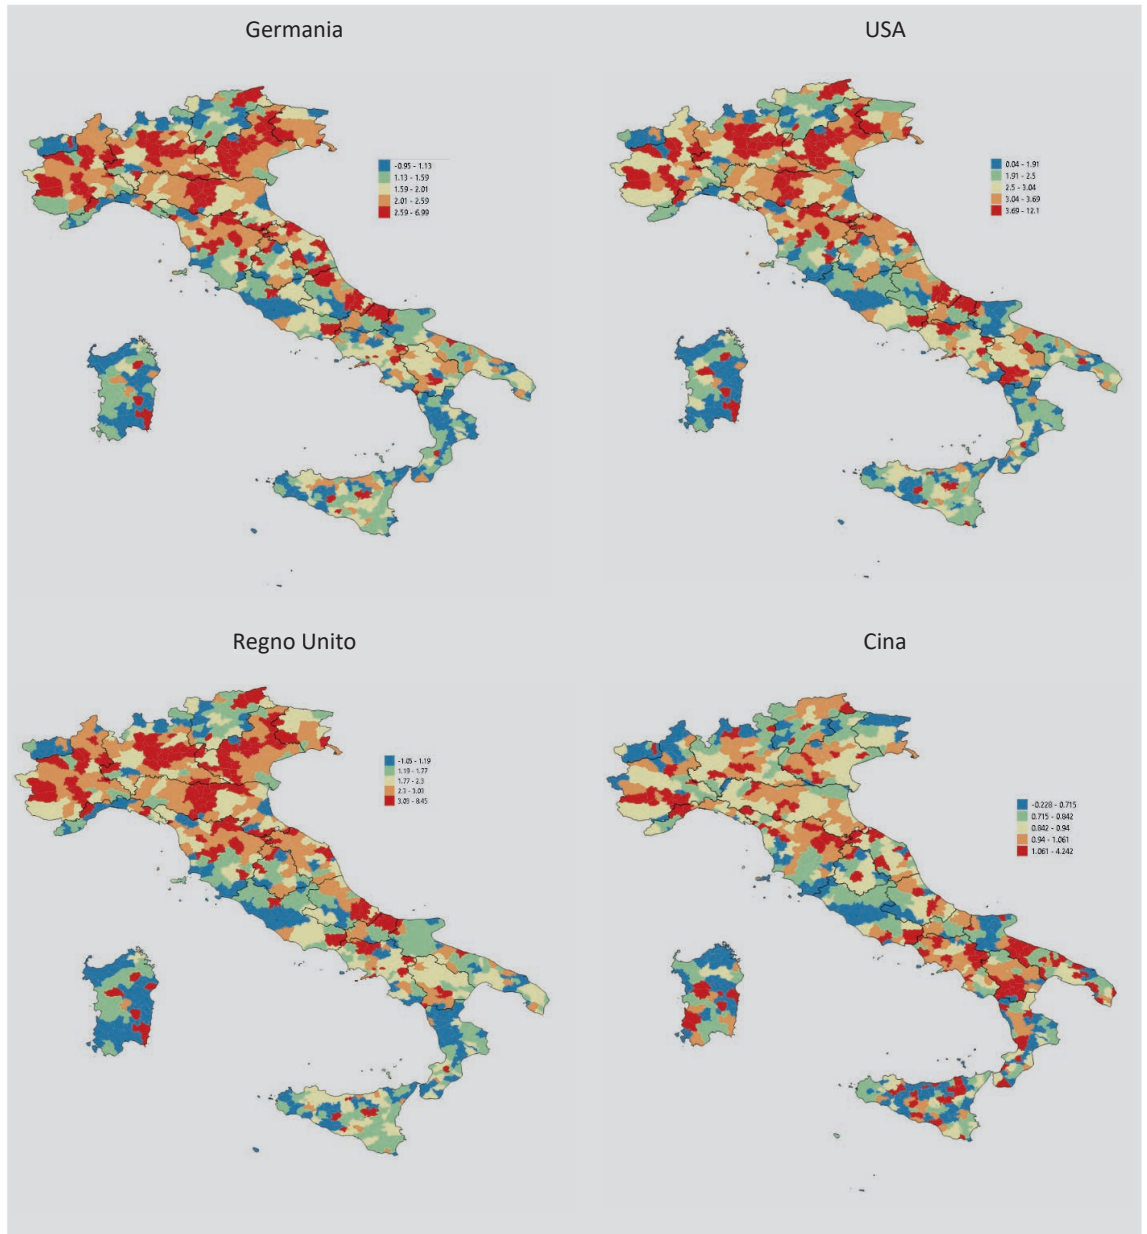 Germania
USA
-0.95 - 1.13
1.13 - 1.59
1.59 - 2.01
2.01 - 2.59
2.59 - 6.99
0.04 - 1.91
1.91 - 2.5
2.5 - 3.04
3.04 - 3.69
3.69 - 12.1
Regno Unito
Cina
-1.05 - 1.19
1.19 - 1.77
1.77 - 2.3
2.3 - 3.03
3.03 - 8.45
-0.228 - 0.715
0.715 - 0.842
0.842 - 0.94
0.94 - 1.061
1.061 - 4.242